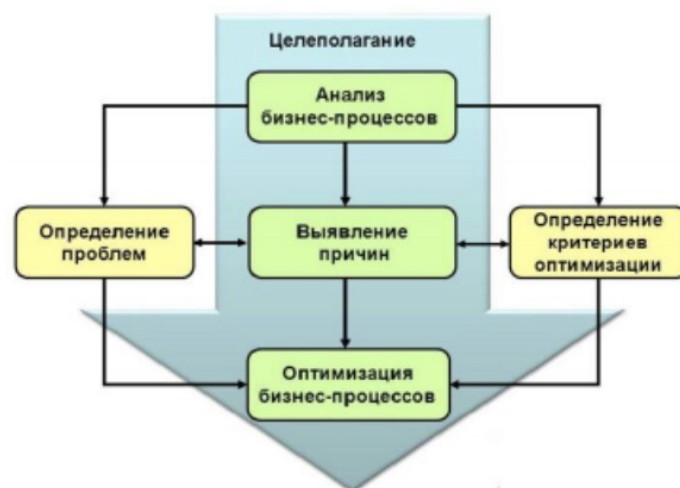 Целеполагание
Анализ
бизнес-процессов
Определение
проблем
Выявление
причин
Определение
критериев
оптимизации
Оптимизация
бизнес-процессов